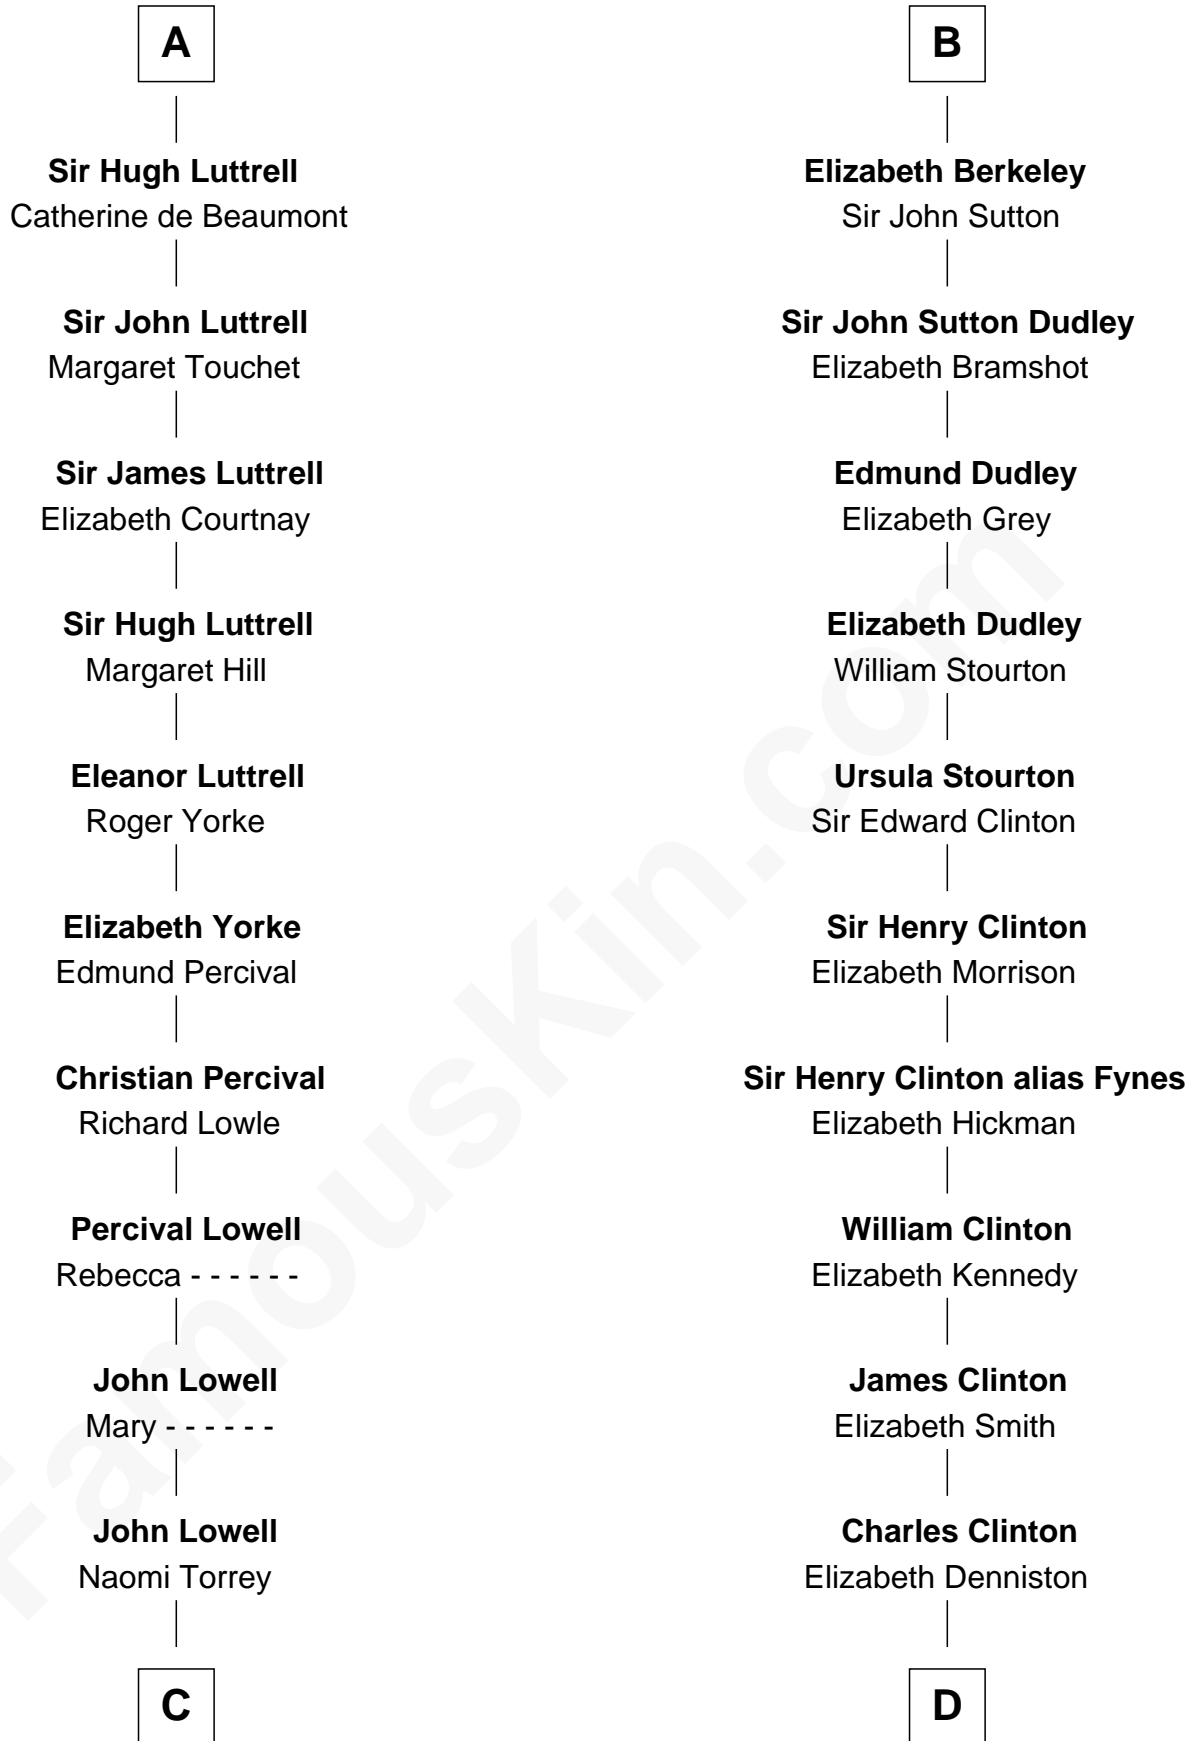 A
Sir Hugh Luttrell
Catherine de Beaumont
Sir John Luttrell
Margaret Touchet
Sir James Luttrell
Elizabeth Courtnay
Sir Hugh Luttrell
Margaret Hill
Eleanor Luttrell
Roger Yorke
Elizabeth Yorke
Edmund Percival
Christian Percival
Richard Lowle
Percival Lowell
Rebecca - - - - - -
John Lowell
Mary - - - - - -
John Lowell
Naomi Torrey
C
B
Elizabeth Berkeley
Sir John Sutton
Sir John Sutton Dudley
Elizabeth Bramshot
Edmund Dudley
Elizabeth Grey
Elizabeth Dudley
William Stourton
Ursula Stourton
Sir Edward Clinton
Sir Henry Clinton
Elizabeth Morrison
Sir Henry Clinton alias Fynes
Elizabeth Hickman
William Clinton
Elizabeth Kennedy
James Clinton
Elizabeth Smith
Charles Clinton
Elizabeth Denniston
D
FamousKin.com